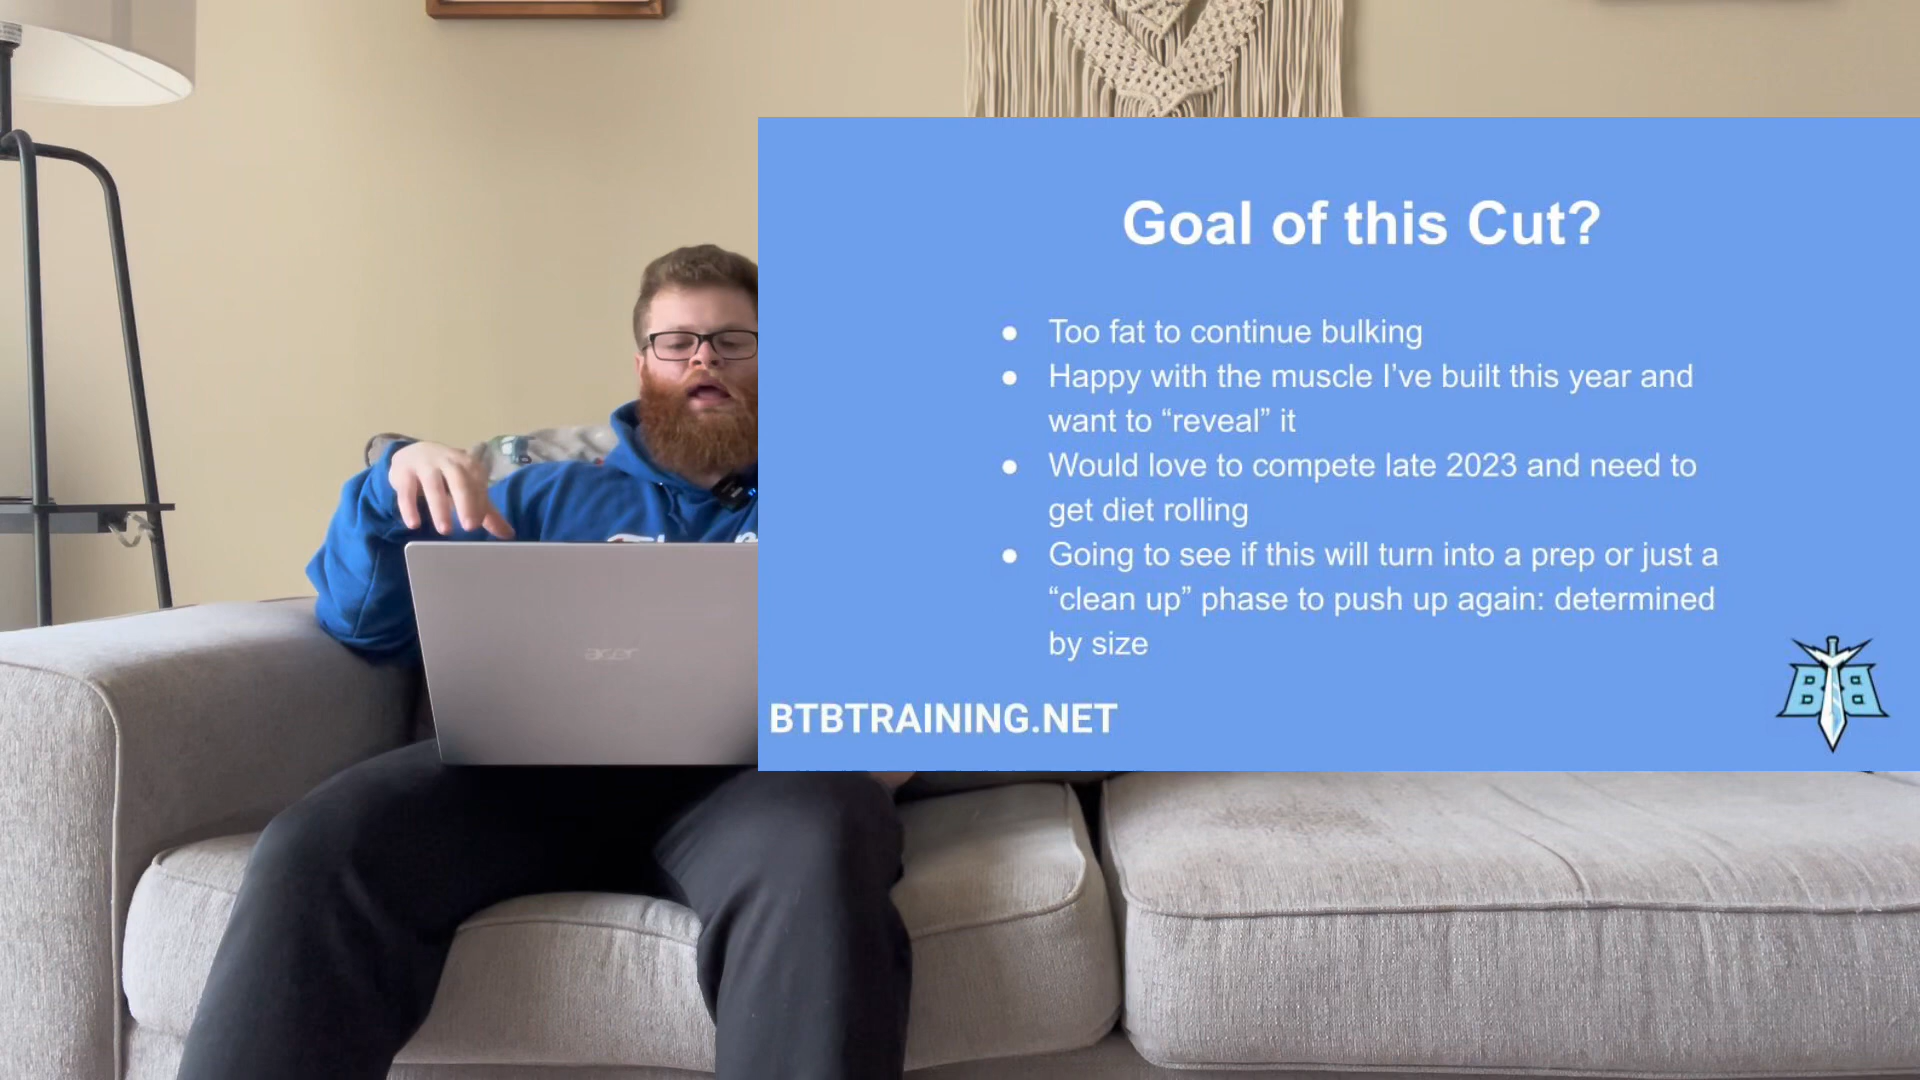 Goal of this Cut?
● Too fat to continue bulking
● Happy with the muscle I’ve built this year and
want to “reveal” it
● Would love to compete late 2023 and need to
get diet rolling
● Going to see if this will turn into a prep or just a
“clean up” phase to push up again: determined
by size
acer
BTBTRAINING.NET
BTB